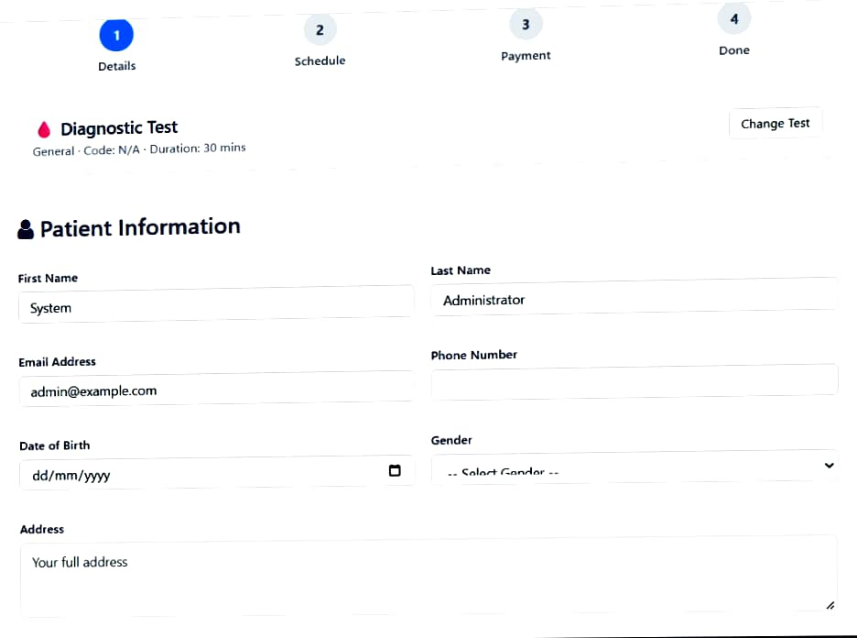 1 2 3 4
Details Schedule Payment Done
Diagnostic Test
Change Test
General · Code: N/A · Duration: 30 mins
Patient Information
First Name Last Name
System Administrator
Email Address Phone Number
admin@example.com
Date of Birth Gender
dd/mm/yyyy -- Select Gender --
Address
Your full address